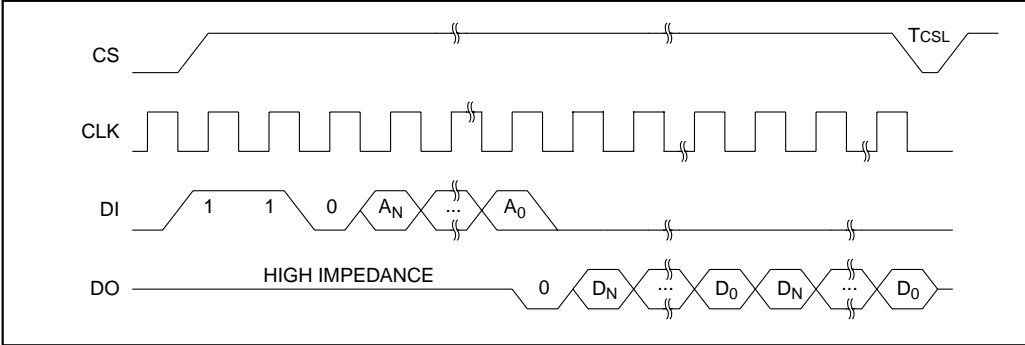 CS TCSL
CLK
DI 1 1 0 AN ... A0
HIGH IMPEDANCE
DO 0 DN ... D0 DN ... D0